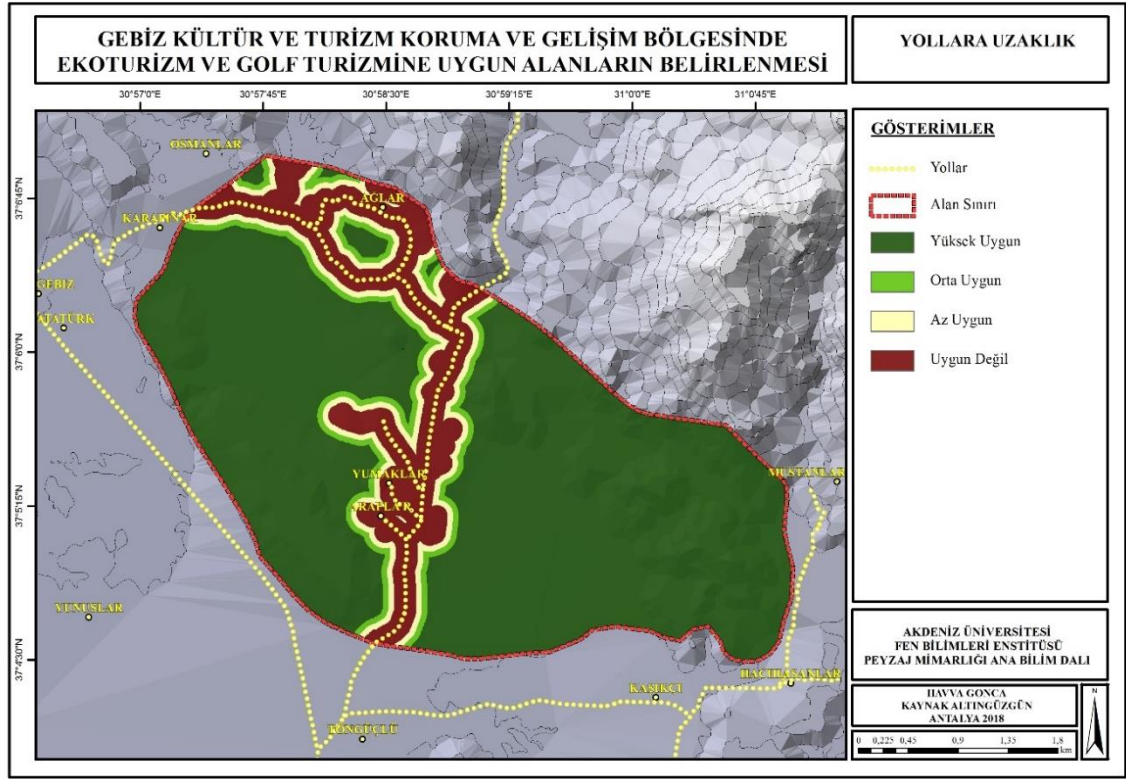 GEBİZ KÜLTÜR VE TURİZM KORUMA VE GELİŞİM BÖLGESİNDE
EKOTURİZM VE GOLF TURİZMİNE UYGUN ALANLARIN BELİRLENMESİ
YOLLARA UZAKLIK
30°57'0"E 30°57'45"E 30°58'30"E 30°59'15"E 31°0'0"E 31°0'45"E
37°6'45"N
37°6'0"N
37°5'15"N
37°4'30"N
OSMANLAR
AĞLAR
KARAPINAR
GEBİZ
ATATÜRK
YUMAKLAR
MUSTANLAR
ARAPLAR
YUNUSLAR
HACIHASANLAR
KAŞIKÇI
TONGUÇLU
GÖSTERİMLER
Yollar
Alan Sınırı
Yüksek Uygun
Orta Uygun
Az Uygun
Uygun Değil
AKDENİZ ÜNİVERSİTESİ
FEN BİLİMLERİ ENSTİTÜSÜ
PEYZAJ MİMARLIĞI ANA BİLİM DALI
HAVVA GONCA
KAYNAK ALTINGÜZGÜN
ANTALYA 2018
N
0 0,225 0,45 0,9 1,35 1,8
km